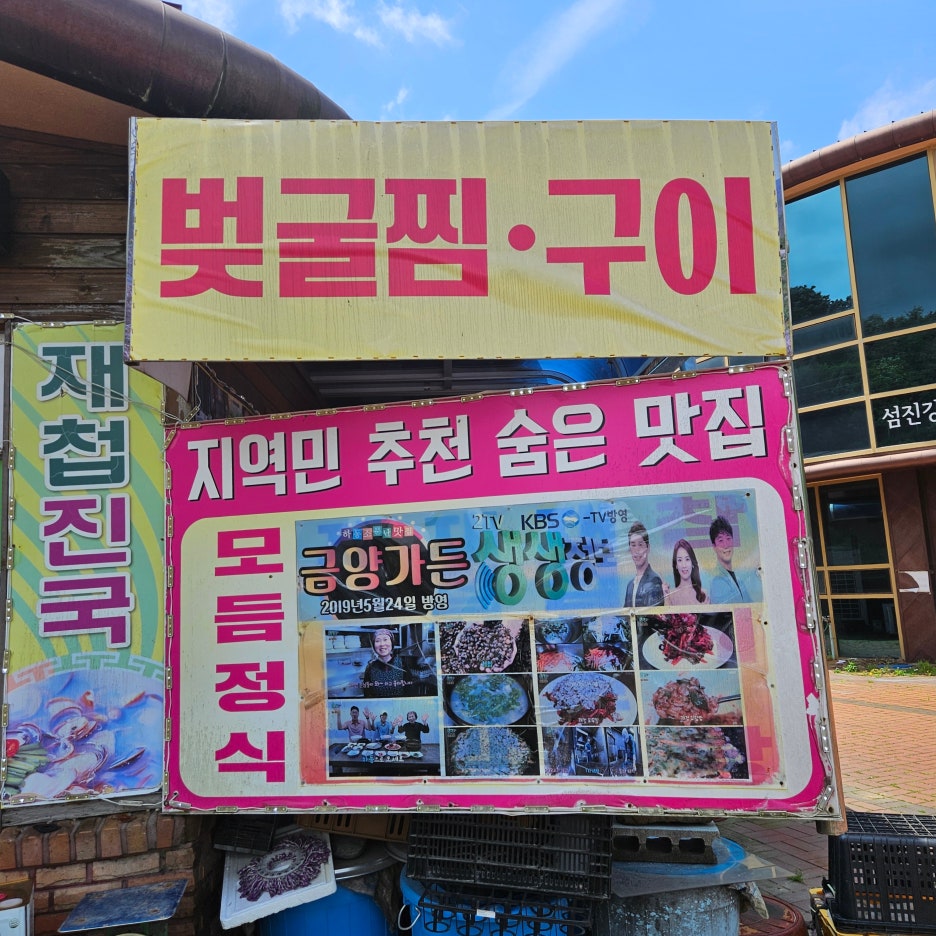 벚굴찜·구이
재첩진국
지역민 추천 숨은 맛집
모듬정식
2TV KBS -TV방영
금양가든 생생정보
2019년5월24일 방영
섬진강